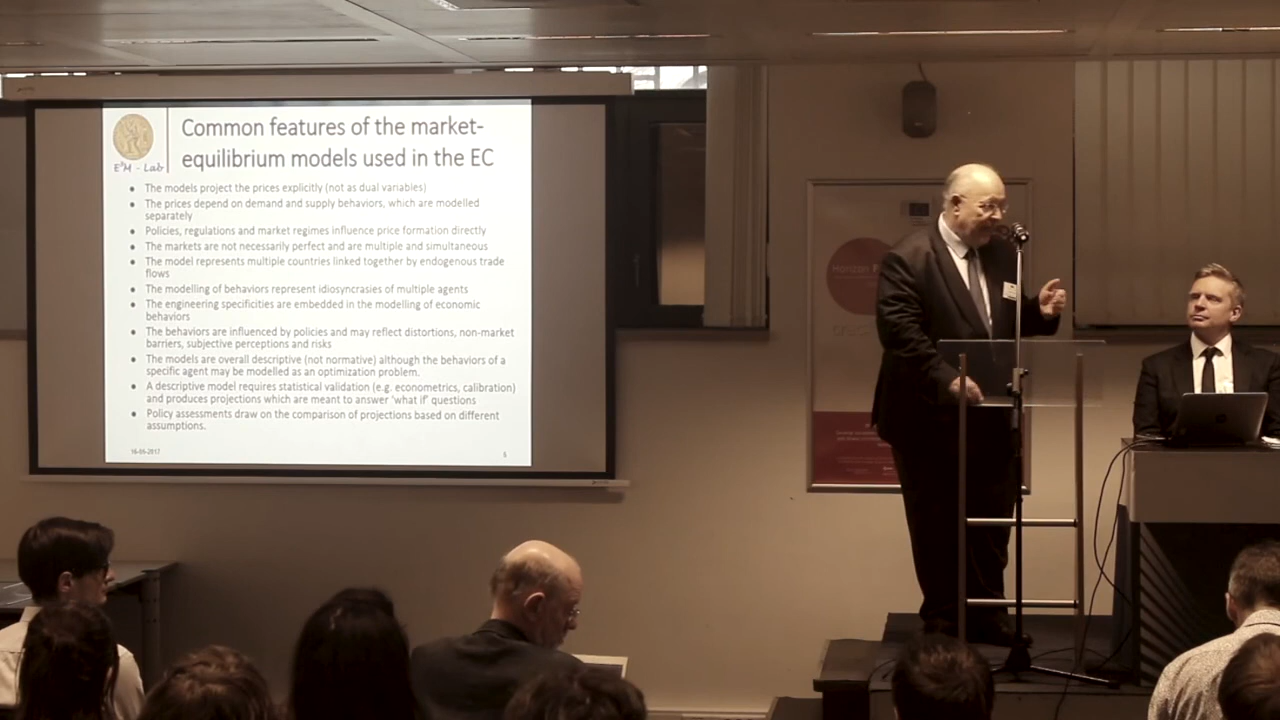 Common features of the market-
equilibrium models used in the EC
E³M - Lab
● The models project the prices explicitly (not as dual variables)
● The prices depend on demand and supply behaviors, which are modelled
separately
● Policies, regulations and market regimes influence price formation directly
● The markets are not necessarily perfect and are multiple and simultaneous
● The model represents multiple countries linked together by endogenous trade
flows
● The modelling of behaviors represent idiosyncrasies of multiple agents
● The engineering specificities are embedded in the modelling of economic
behaviors
● The behaviors are influenced by policies and may reflect distortions, non-market
barriers, subjective perceptions and risks
● The models are overall descriptive (not normative) although the behaviors of a
specific agent may be modelled as an optimization problem.
● A descriptive model requires statistical validation (e.g. econometrics, calibration)
and produces projections which are meant to answer 'what if' questions
● Policy assessments draw on the comparison of projections based on different
assumptions.
16-05-2017
Horizon